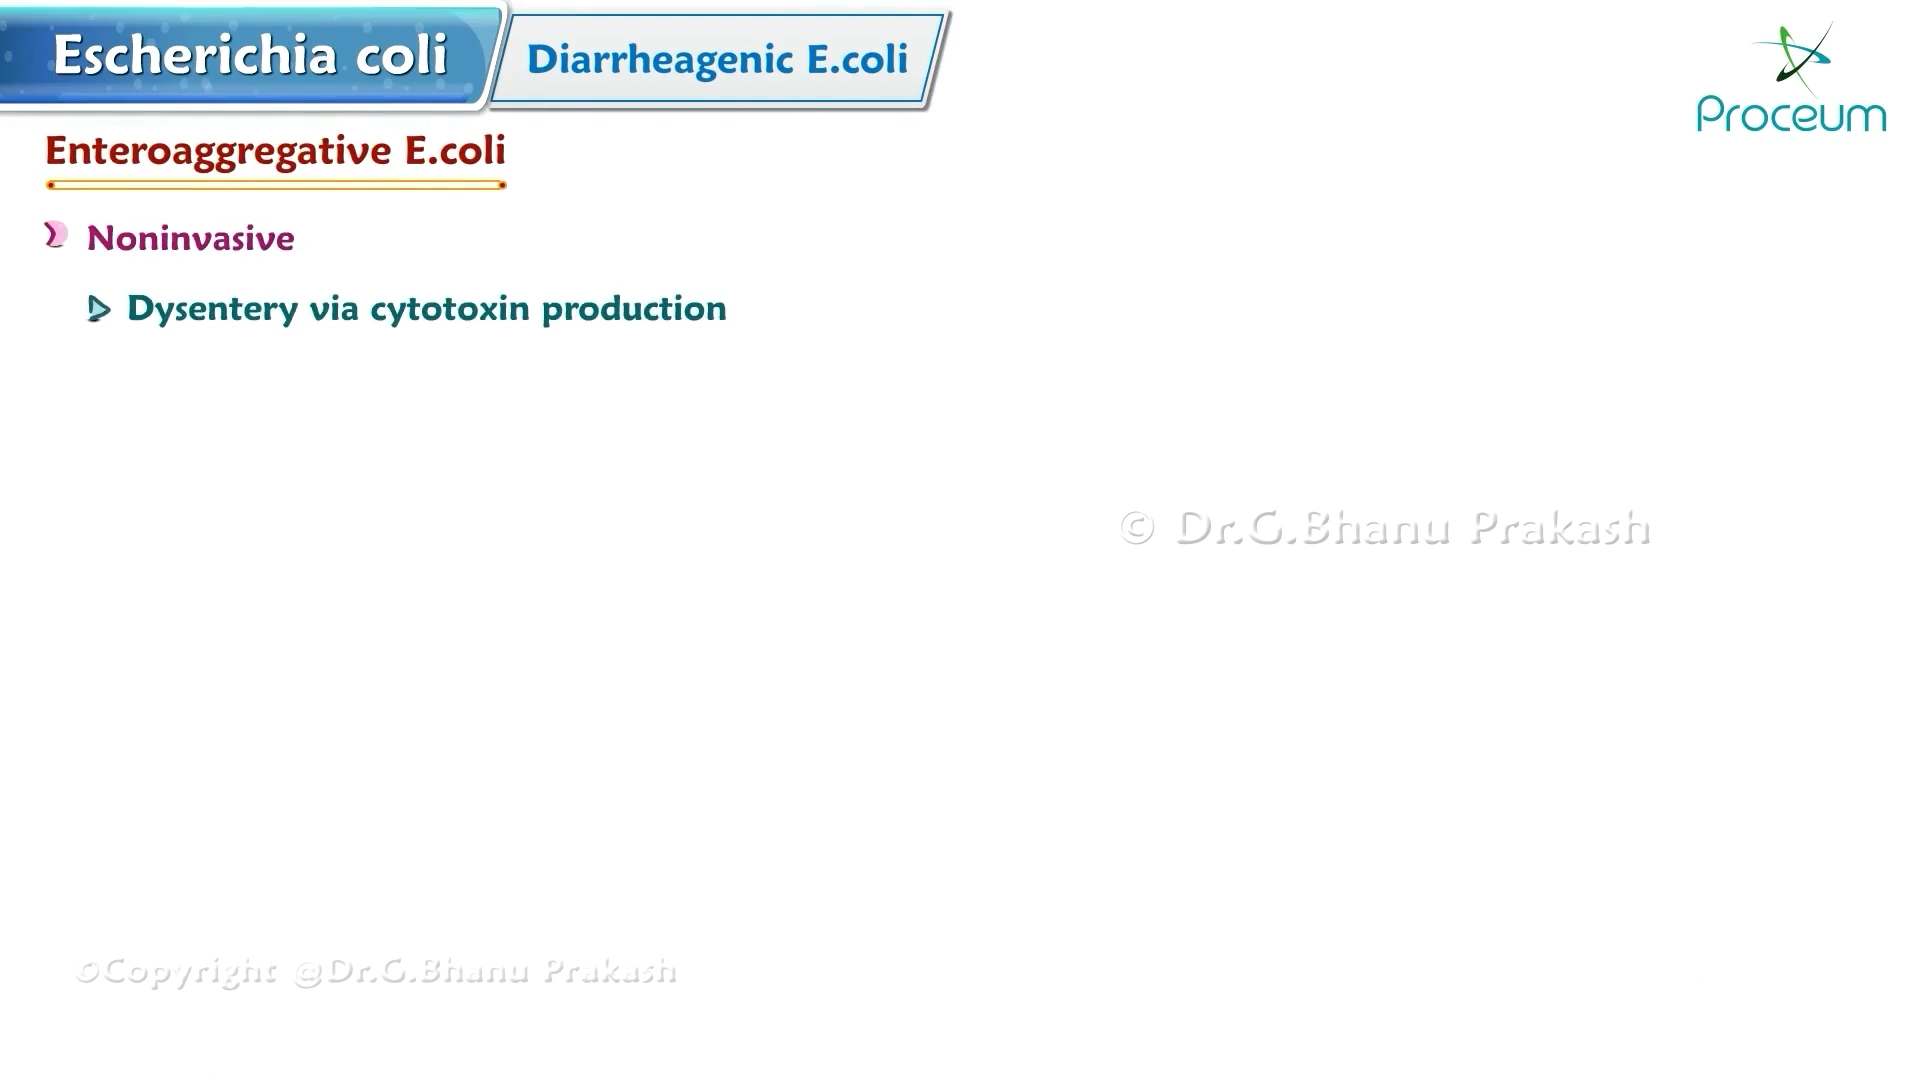 Escherichia coli
Diarrheagenic E.coli
Proceum
Enteroaggregative E.coli
Noninvasive
Dysentery via cytotoxin production
© Dr.G.Bhanu Prakash
©Copyright @Dr.G.Bhanu Prakash